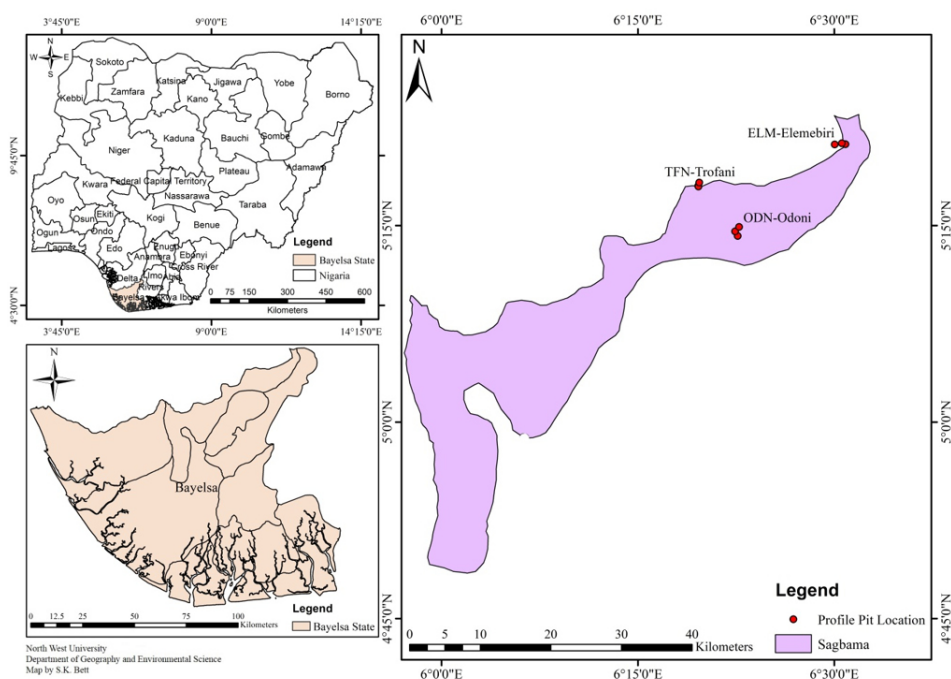 3°45'0"E 9°0'0"E 14°15'0"E
N
W E
S
Sokoto
Katsina
Jigawa
Yobe
Borno
Zamfara
Kebbi
Kano
Kaduna
Bauchi
Gombe
Niger
Adamawa
Plateau
Federal Capital Territory
Kwara
Nassarawa
Taraba
Oyo
Ekiti
Kogi
Benue
Osun
Ogun
Ondo
Lagos
Edo
Enugu
Anambra
Ebonyi
Cross River
Delta
Imo
Abia
Rivers
Bayelsa
Akwa Ibom
9°45'0"N
4°30'0"N
Legend
Bayelsa State
Nigaria
0 75 150 300 450 600
Kilometers
3°45'0"E 9°0'0"E 14°15'0"E
N
Bayelsa
Legend
Bayelsa State
0 12.5 25 50 75 100
Kilometers
North West University
Department of Geography and Environmental Science
Map by S.K. Bett
6°0'0"E 6°15'0"E 6°30'0"E
N
ELM-Elemebiri
TFN-Trofani
ODN-Odoni
5°15'0"N
5°15'0"N
5°0'0"N
5°0'0"N
4°45'0"N
4°45'0"N
Legend
Profile Pit Location
Sagbama
0 5 10 20 30 40
Kilometers
6°0'0"E 6°15'0"E 6°30'0"E